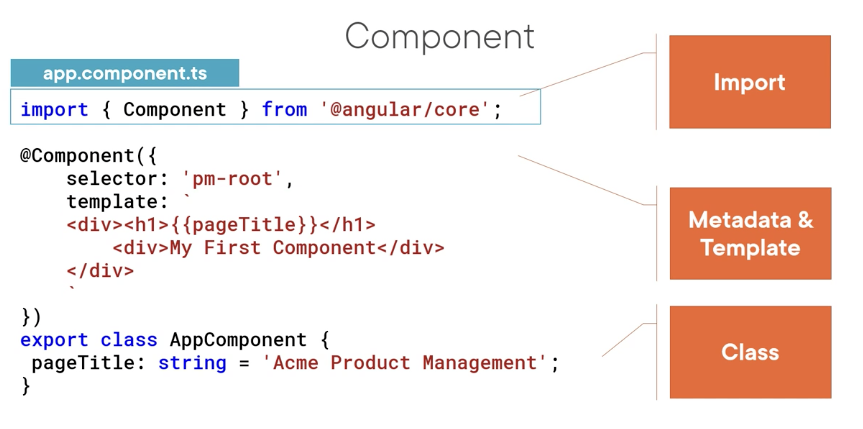 Component
app.component.ts
import { Component } from '@angular/core';
Import
@Component({
    selector: 'pm-root',
    template: `
    <div><h1>{{pageTitle}}</h1>
        <div>My First Component</div>
    </div>
    `
})
Metadata &
Template
export class AppComponent {
 pageTitle: string = 'Acme Product Management';
}
Class